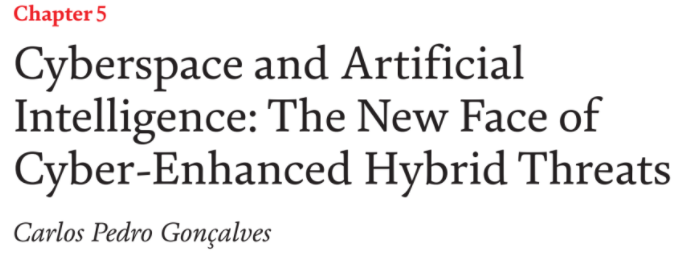 Chapter 5
Cyberspace and Artificial
Intelligence: The New Face of
Cyber-Enhanced Hybrid Threats
Carlos Pedro Gonçalves